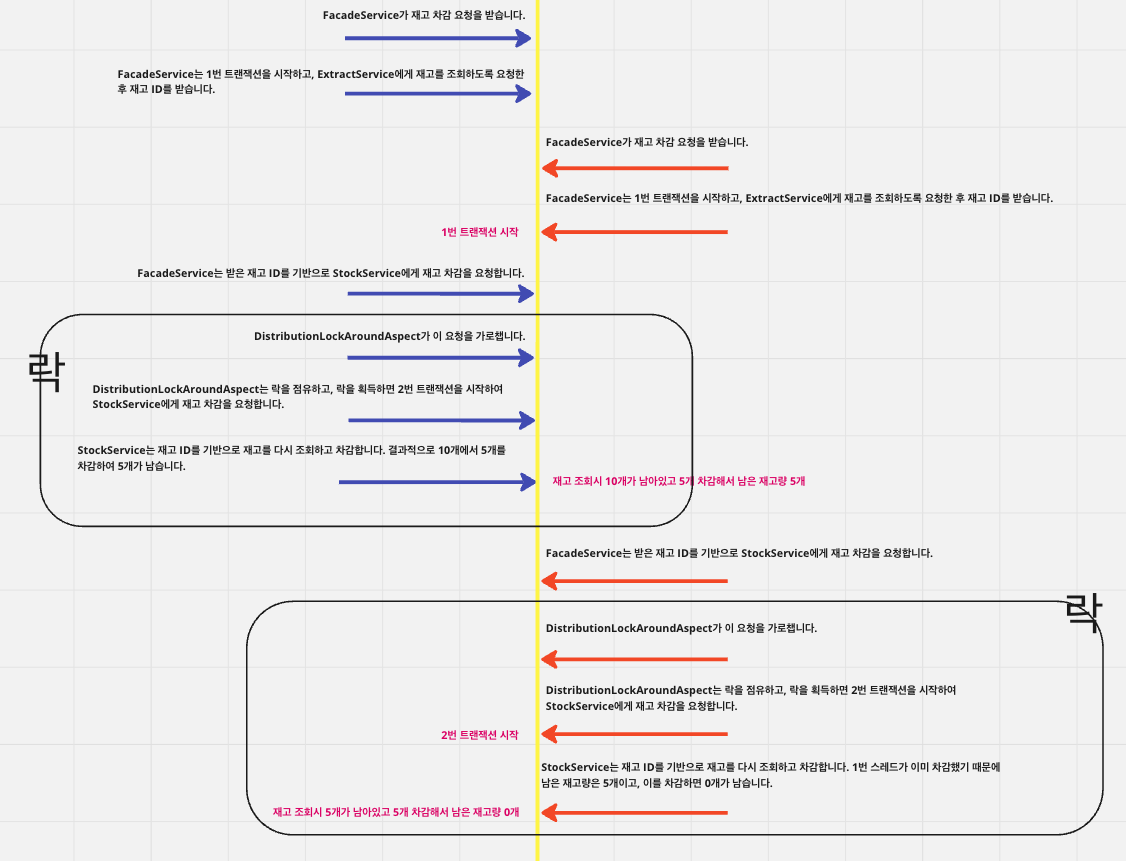 FacadeService가 재고 차감 요청을 받습니다.
FacadeService는 1번 트랜잭션을 시작하고, ExtractService에게 재고를 조회하도록 요청한
후 재고 ID를 받습니다.
FacadeService가 재고 차감 요청을 받습니다.
FacadeService는 1번 트랜잭션을 시작하고, ExtractService에게 재고를 조회하도록 요청한 후 재고 ID를 받습니다.
1번 트랜잭션 시작
FacadeService는 받은 재고 ID를 기반으로 StockService에게 재고 차감을 요청합니다.
DistributionLockAroundAspect가 이 요청을 가로챕니다.
락
DistributionLockAroundAspect는 락을 점유하고, 락을 획득하면 2번 트랜잭션을 시작하여
StockService에게 재고 차감을 요청합니다.
StockService는 재고 ID를 기반으로 재고를 다시 조회하고 차감합니다. 결과적으로 10개에서 5개를
차감하여 5개가 남습니다.
재고 조회시 10개가 남아있고 5개 차감해서 남은 재고량 5개
FacadeService는 받은 재고 ID를 기반으로 StockService에게 재고 차감을 요청합니다.
락
DistributionLockAroundAspect가 이 요청을 가로챕니다.
DistributionLockAroundAspect는 락을 점유하고, 락을 획득하면 2번 트랜잭션을 시작하여
StockService에게 재고 차감을 요청합니다.
2번 트랜잭션 시작
StockService는 재고 ID를 기반으로 재고를 다시 조회하고 차감합니다. 1번 스레드가 이미 차감했기 때문에
남은 재고량은 5개이고, 이를 차감하면 0개가 남습니다.
재고 조회시 5개가 남아있고 5개 차감해서 남은 재고량 0개